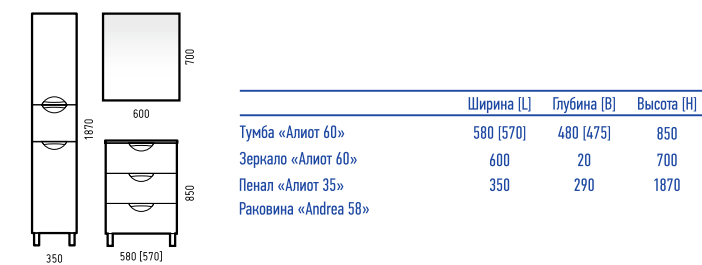 700
600
1870
850
350
580 [570]
Ширина [L] Глубина [B] Высота [H]
Тумба «Алиот 60» 580 [570] 480 [475] 850
Зеркало «Алиот 60» 600 20 700
Пенал «Алиот 35» 350 290 1870
Раковина «Andrea 58»